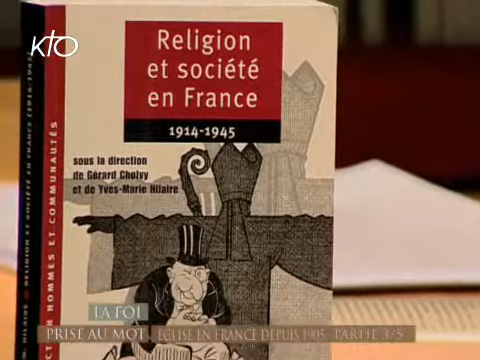 KTO
Religion
et société
en France
1914-1945
sous la direction
de Gérard Cholvy
et de Yves-Marie Hilaire
HOMMES ET COMMUNAUTÉS
RELIGION ET SOCIÉTÉ EN FRANCE (1914-1945)
LA FOI
PRISE AU MOT
EGLISE EN FRANCE DEPUIS 1905 - PARTIE 3/5